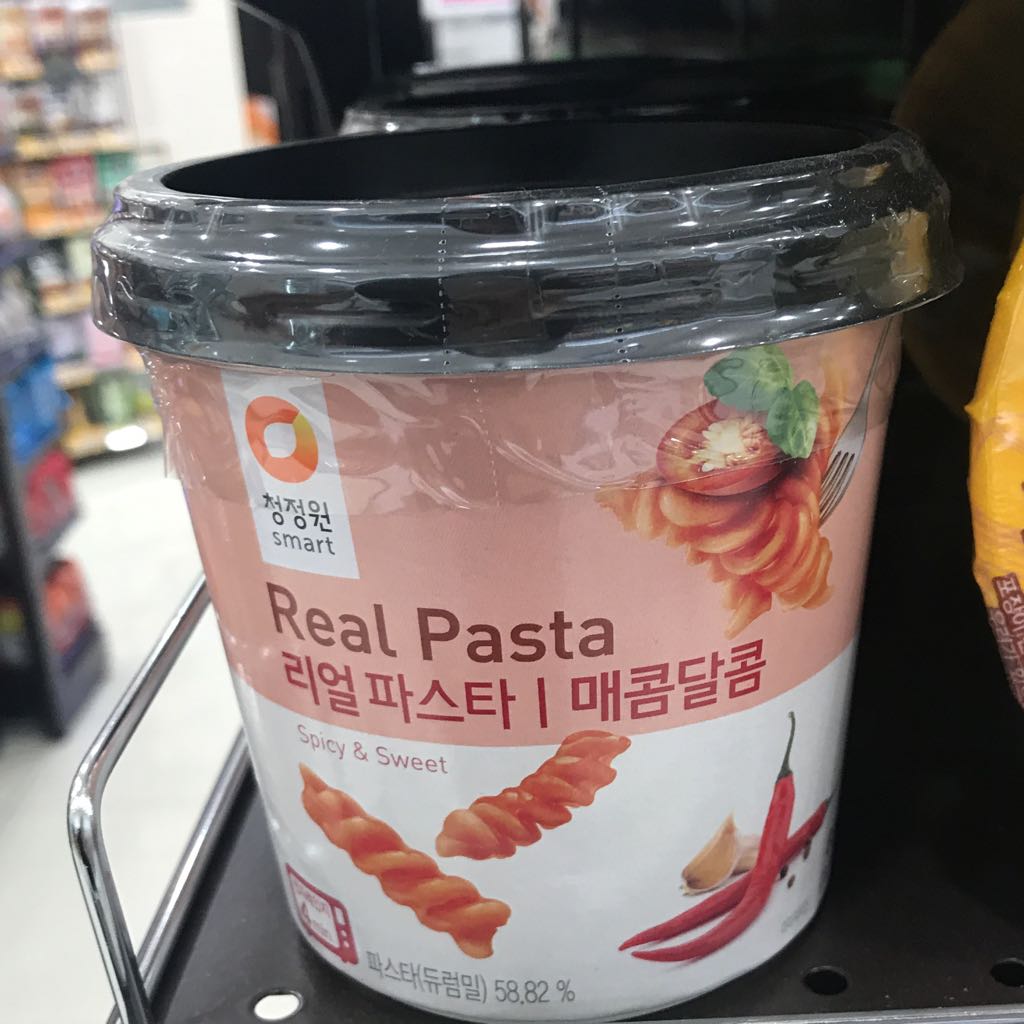 청정원
smart
Real Pasta
리얼 파스타 | 매콤달콤
Spicy & Sweet
파스타(듀럼밀) 58.82 %